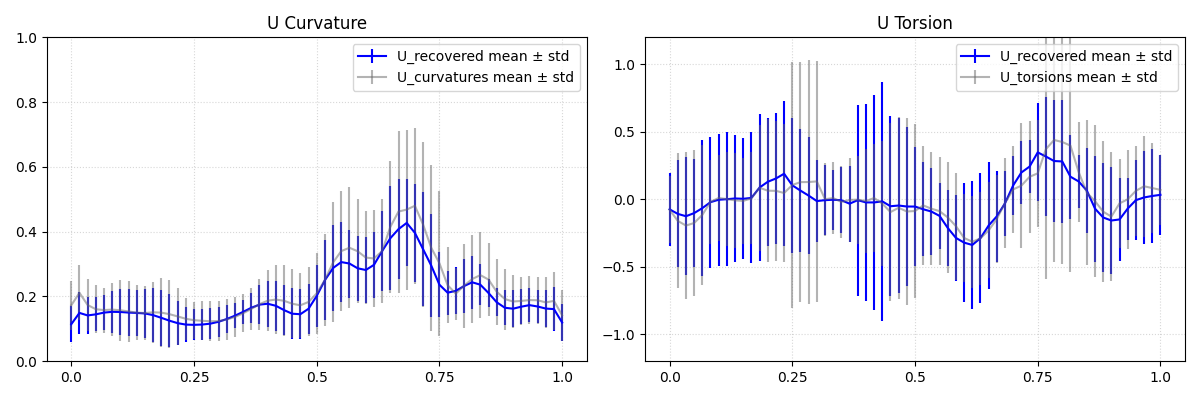 U Curvature
U_recovered mean ± std
U_curvatures mean ± std
1.0
0.8
0.6
0.4
0.2
0.0
0.0 0.25 0.5 0.75 1.0
U Torsion
U_recovered mean ± std
U_torsions mean ± std
1.0
0.5
0.0
−0.5
−1.0
0.0 0.25 0.5 0.75 1.0